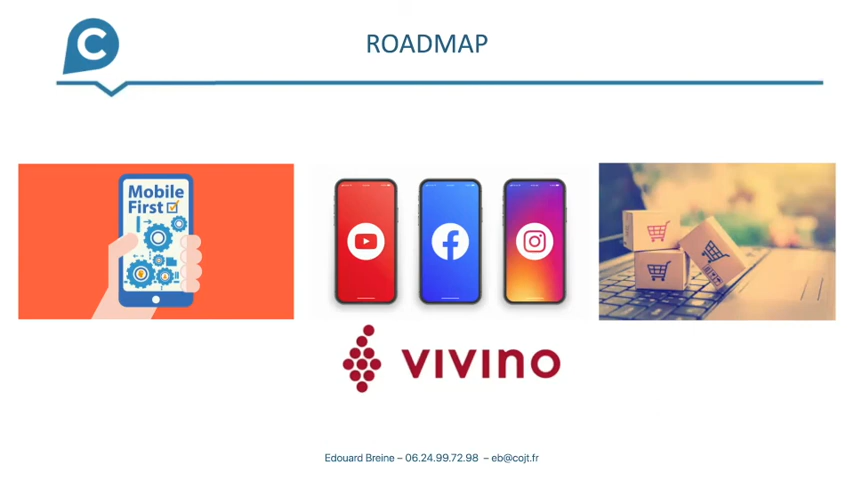 C
ROADMAP
Mobile
First
vivino
Edouard Breine – 06.24.99.72.98 – eb@cojt.fr